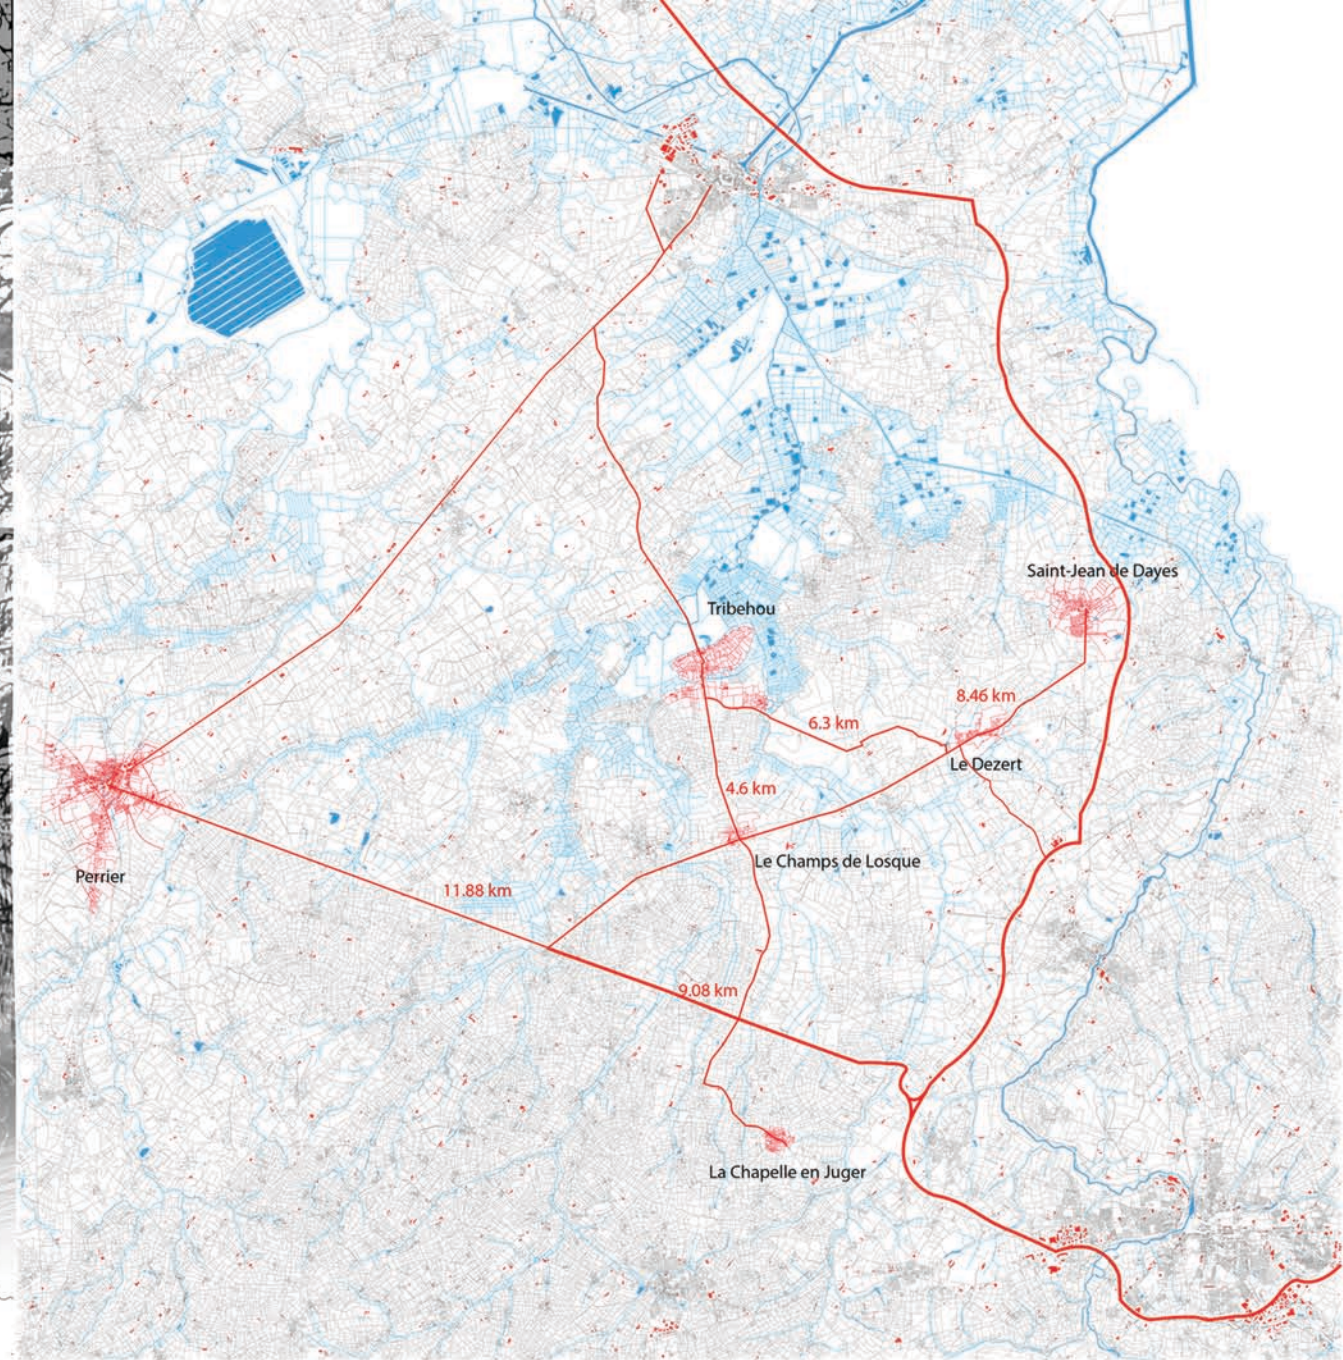 Saint-Jean de Dayes
Tribehou
8.46 km
6.3 km
Le Dezert
4.6 km
Le Champs de Losque
Perrier
11.88 km
9.08 km
La Chapelle en Juger